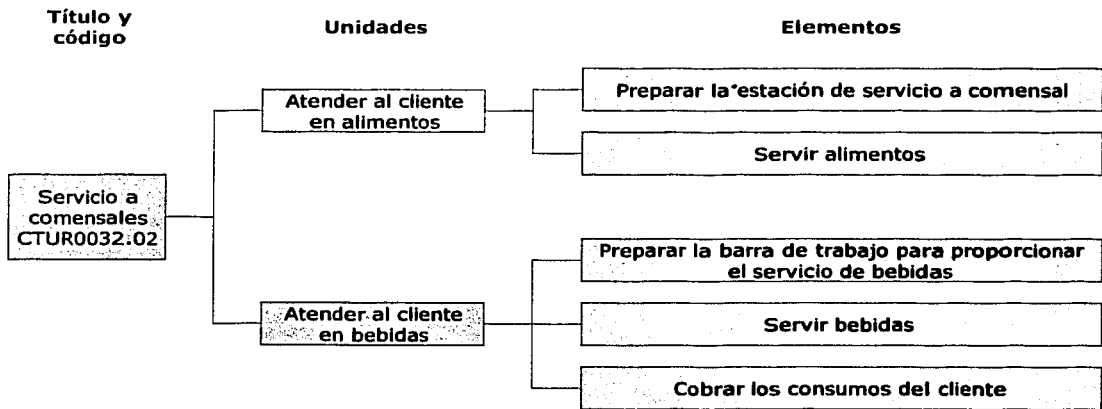 Título y
código
Unidades
Elementos
Servicio a
comensales
CTUR0032.02
Atender al cliente
en alimentos
Preparar la estación de servicio a comensal
Servir alimentos
Atender al cliente
en bebidas
Preparar la barra de trabajo para proporcionar
el servicio de bebidas
Servir bebidas
Cobrar los consumos del cliente